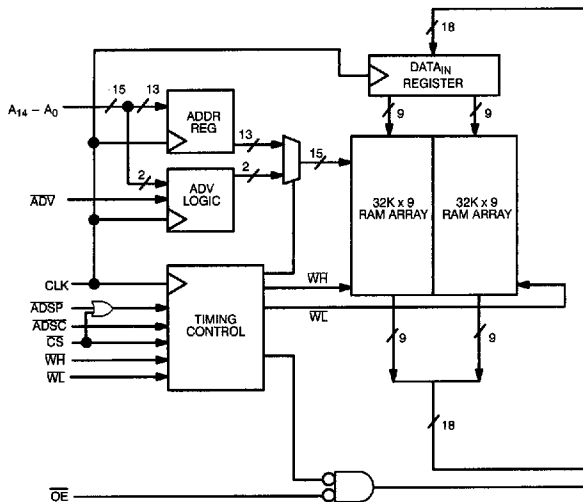 18
DATAIN
REGISTER
15
13
A14 – A0
ADDR
REG
9
9
13
15
2
ADV
LOGIC
2
ADV
32K x 9
RAM ARRAY
32K x 9
RAM ARRAY
CLK
WH
ADSP
TIMING
CONTROL
WL
ADSC
CS
WH
WL
9
9
18
OE